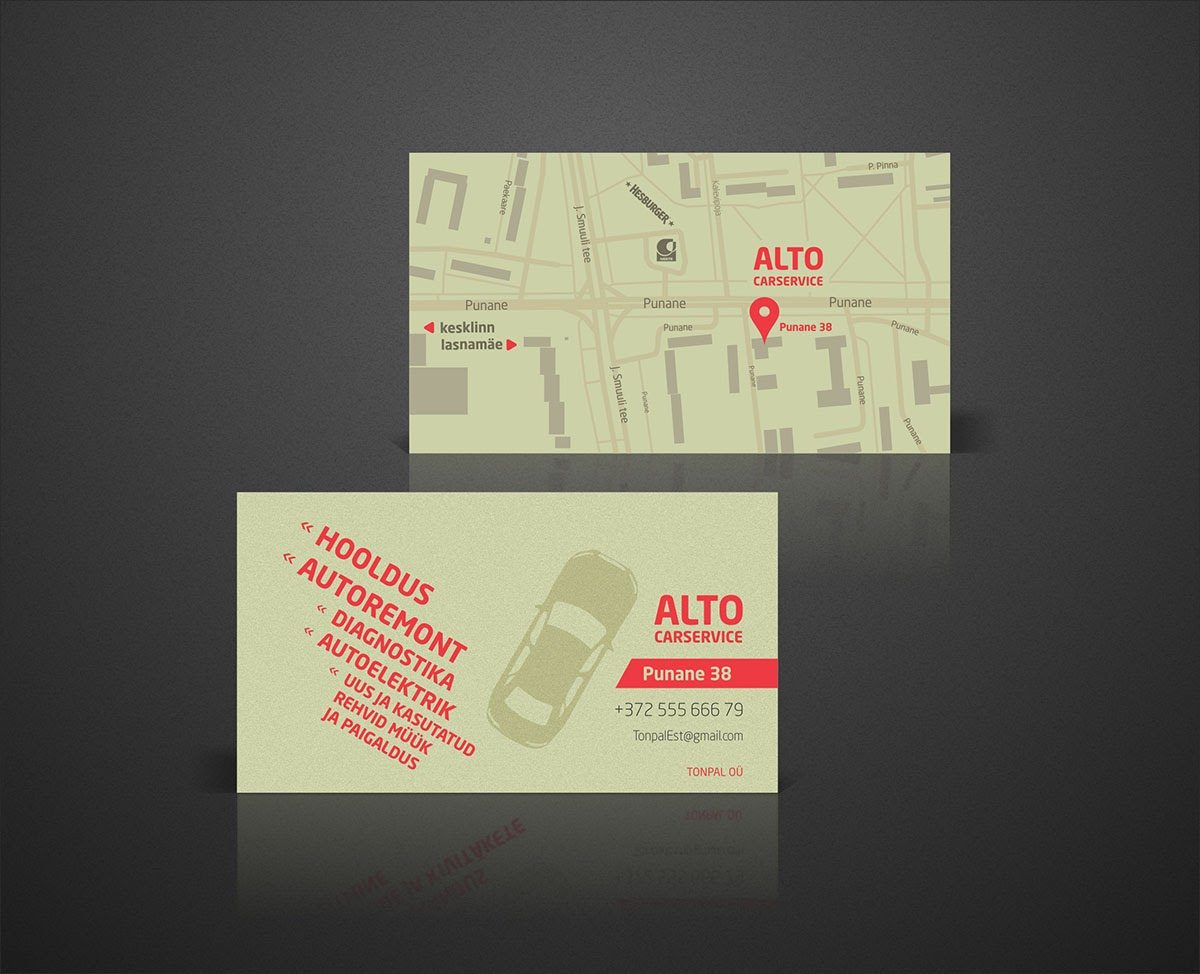 P. Pinna
Paekaare
J. Smuuli tee
* HESBURGER *
Kalevipoja
ALTO
CARSERVICE
Punane
Punane
Punane
kesklinn
lasnamäe
Punane
Punane 38
Punane
J. Smuuli tee
Punane
Punane
Punane
Punane
« HOOLDUS
« AUTOREMONT
« DIAGNOSTIKA
« AUTOELEKTRIK
« UUS JA KASUTATUD
REHVID MÜÜK
JA PAIGALDUS
ALTO
CARSERVICE
Punane 38
+372 555 666 79
TonpalEst@gmail.com
TONPAL OÜ